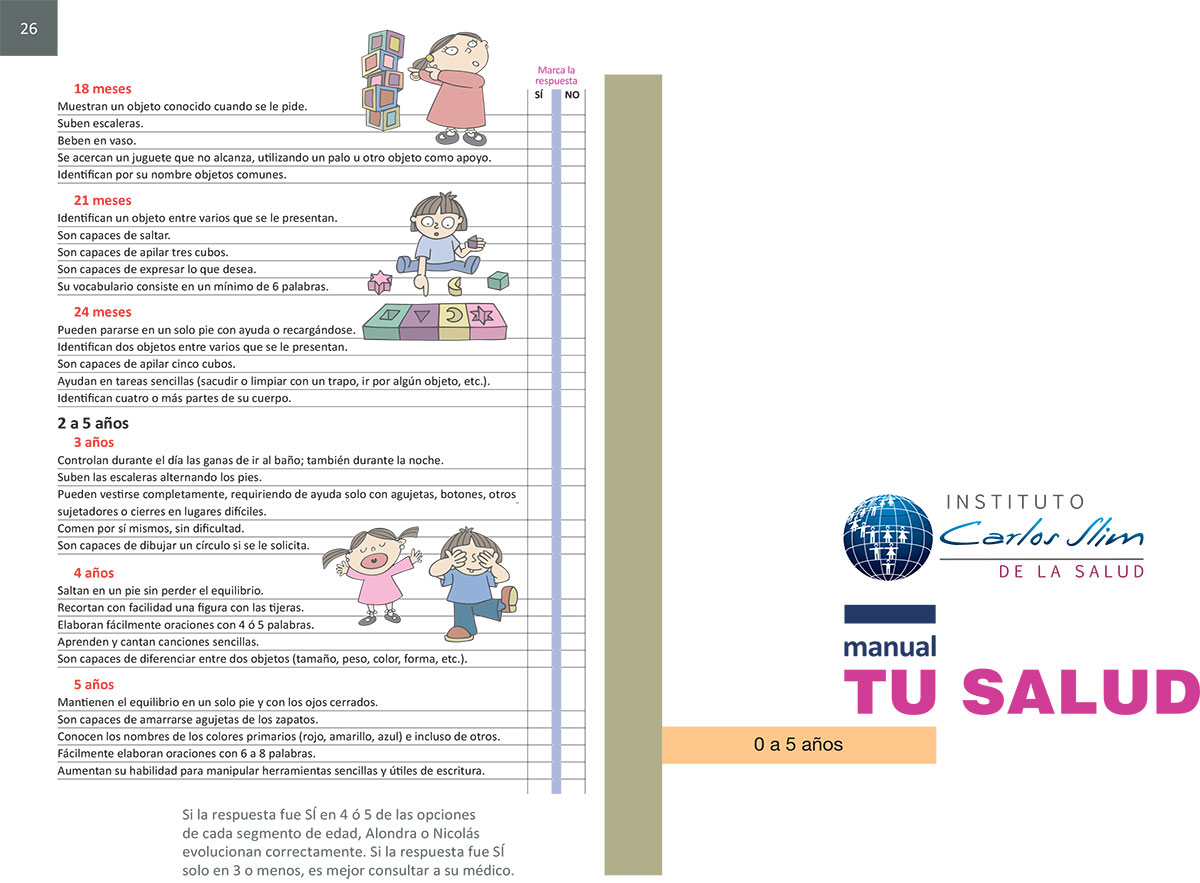 26
Marca la
respuesta
SÍ NO
18 meses
Muestran un objeto conocido cuando se le pide.
Suben escaleras.
Beben en vaso.
Se acercan un juguete que no alcanza, utilizando un palo u otro objeto como apoyo.
Identifican por su nombre objetos comunes.
21 meses
Identifican un objeto entre varios que se le presentan.
Son capaces de saltar.
Son capaces de apilar tres cubos.
Son capaces de expresar lo que desea.
Su vocabulario consiste en un mínimo de 6 palabras.
24 meses
Pueden pararse en un solo pie con ayuda o recargándose.
Identifican dos objetos entre varios que se le presentan.
Son capaces de apilar cinco cubos.
Ayudan en tareas sencillas (sacudir o limpiar con un trapo, ir por algún objeto, etc.).
Identifican cuatro o más partes de su cuerpo.
2 a 5 años
3 años
Controlan durante el día las ganas de ir al baño; también durante la noche.
Suben las escaleras alternando los pies.
Pueden vestirse completamente, requiriendo de ayuda solo con agujetas, botones, otros
sujetadores o cierres en lugares difíciles.
Comen por sí mismos, sin dificultad.
Son capaces de dibujar un círculo si se le solicita.
4 años
Saltan en un pie sin perder el equilibrio.
Recortan con facilidad una figura con las tijeras.
Elaboran fácilmente oraciones con 4 ó 5 palabras.
Aprenden y cantan canciones sencillas.
Son capaces de diferenciar entre dos objetos (tamaño, peso, color, forma, etc.).
5 años
Mantienen el equilibrio en un solo pie y con los ojos cerrados.
Son capaces de amarrarse agujetas de los zapatos.
Conocen los nombres de los colores primarios (rojo, amarillo, azul) e incluso de otros.
Fácilmente elaboran oraciones con 6 a 8 palabras.
Aumentan su habilidad para manipular herramientas sencillas y útiles de escritura.
Si la respuesta fue SÍ en 4 ó 5 de las opciones
de cada segmento de edad, Alondra o Nicolás
evolucionan correctamente. Si la respuesta fue SÍ
solo en 3 o menos, es mejor consultar a su médico.
INSTITUTO
Carlos Slim
DE LA SALUD
manual
TU SALUD
0 a 5 años